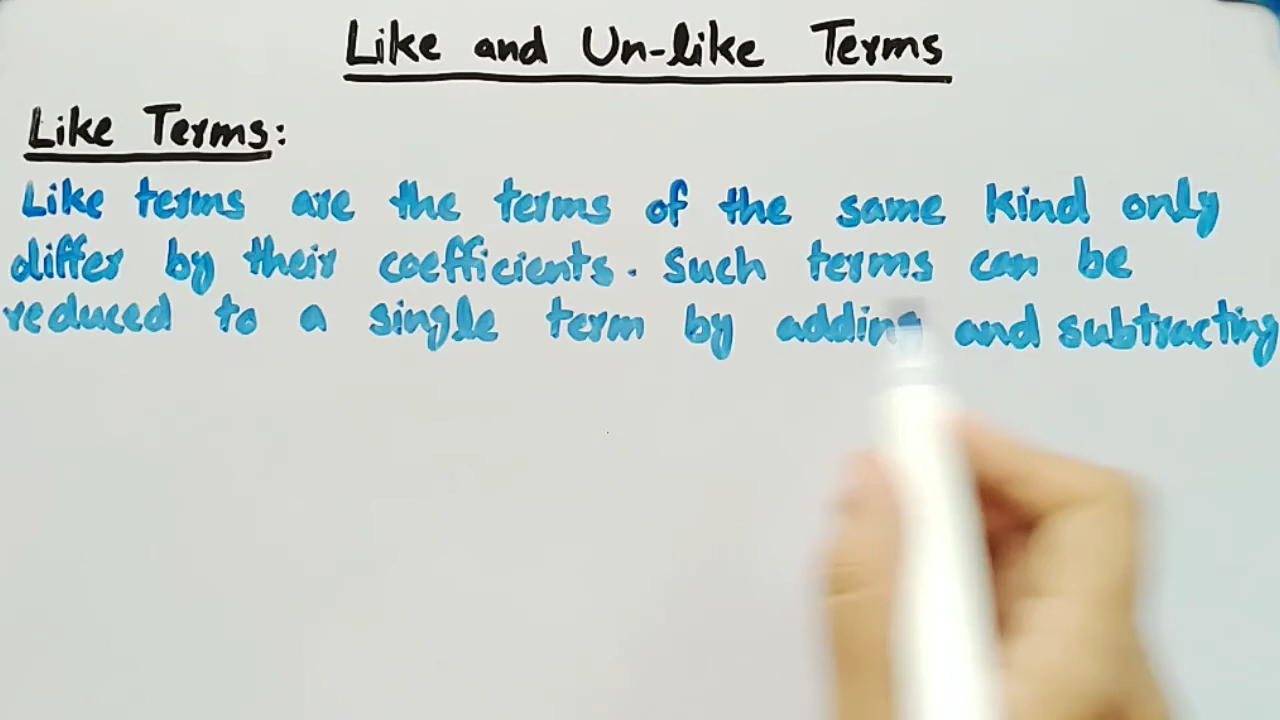 Like and Un-like Terms
Like Terms:
Like terms are the terms of the same kind only
differ by their coefficients. Such terms can be
reduced to a single term by adding and subtracting